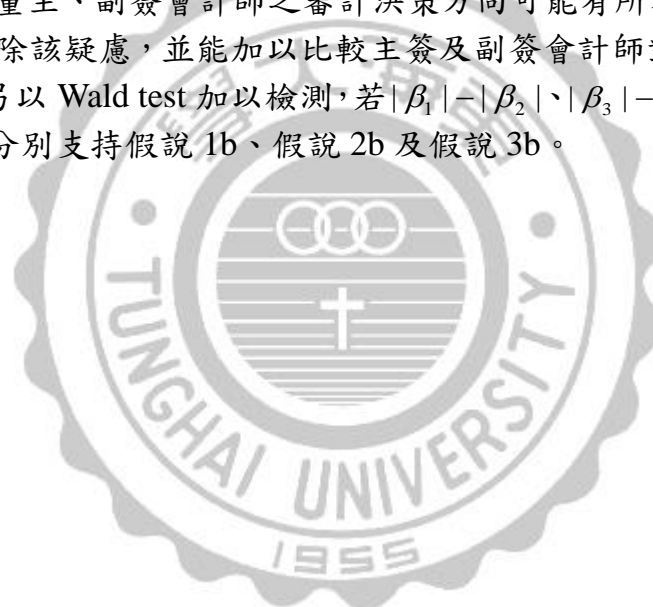 主、副簽會計師之審計決策方向可能有所
除該疑慮，並能加以比較主簽及副簽會計師
以 Wald test 加以檢測，若|β1|−|β2|、|β3|−
分別支持假說 1b、假說 2b 及假說 3b。
TUNGHAI UNIVERSITY
1955